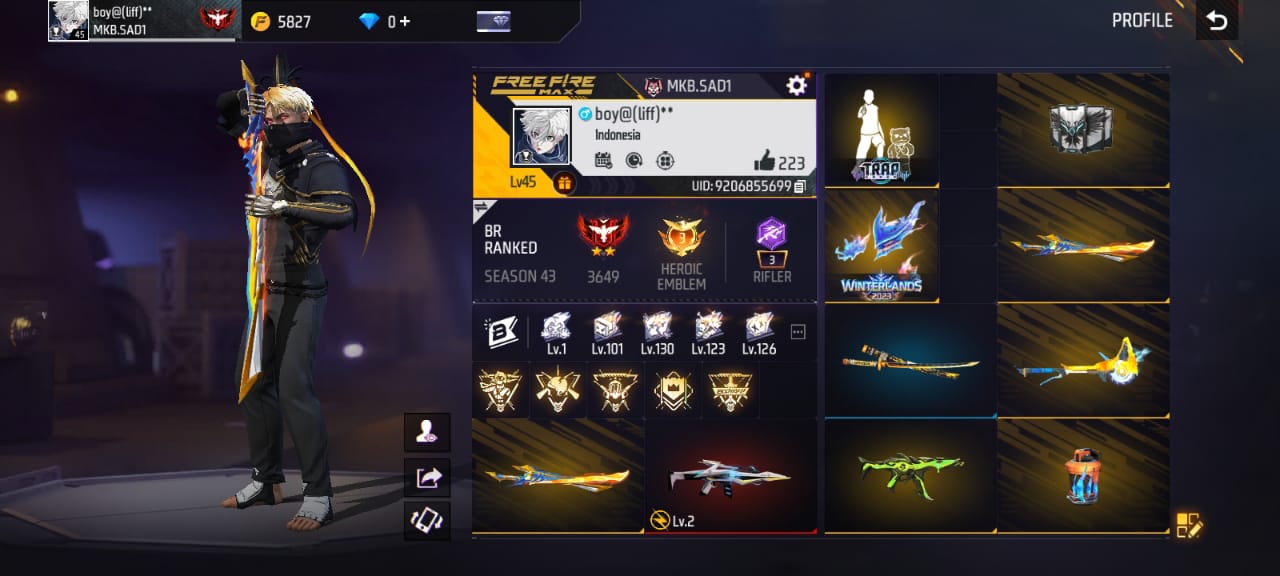 boy@(liff)**
MKB.SAD1
45
5827
0+
PROFILE
FREE FIRE
MAX
MKB.SAD1
boy@(liff)**
Indonesia
223
Lv45
UID: 9206855699
BR
RANKED
SEASON 43
3649
3
HEROIC
EMBLEM
3
RIFLER
B
Lv.1
Lv.101
Lv.130
Lv.123
Lv.126
Lv.2
TRAP
WINTERLANDS
2023